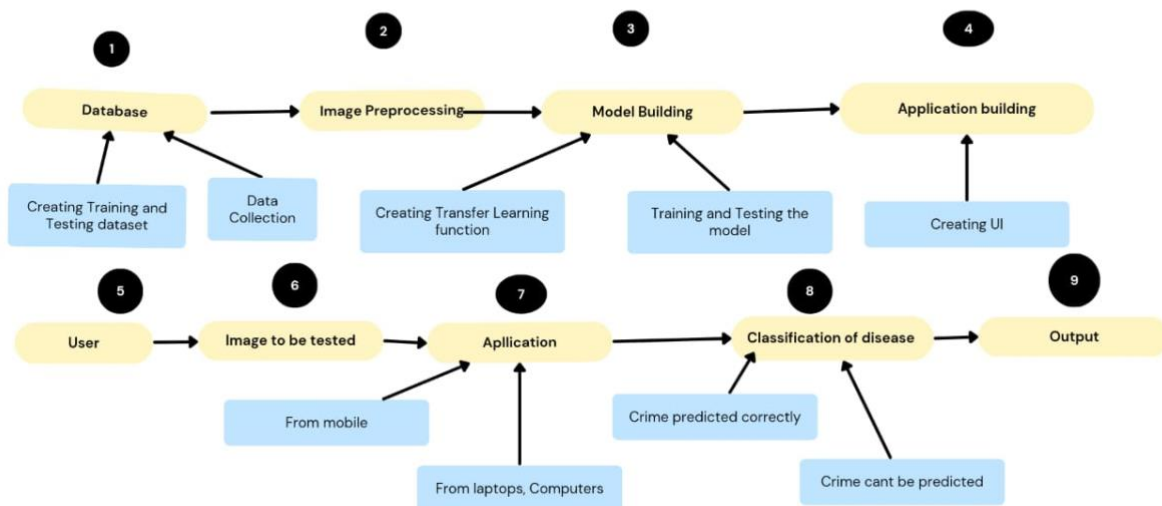 1
2
3
4
Database
Image Preprocessing
Model Building
Application building
Creating Training and
Testing dataset
Data
Collection
Creating Transfer Learning
function
Training and Testing the
model
Creating UI
5
6
7
8
9
User
Image to be tested
Apllication
Classification of disease
Output
From mobile
Crime predicted correctly
From laptops, Computers
Crime cant be predicted